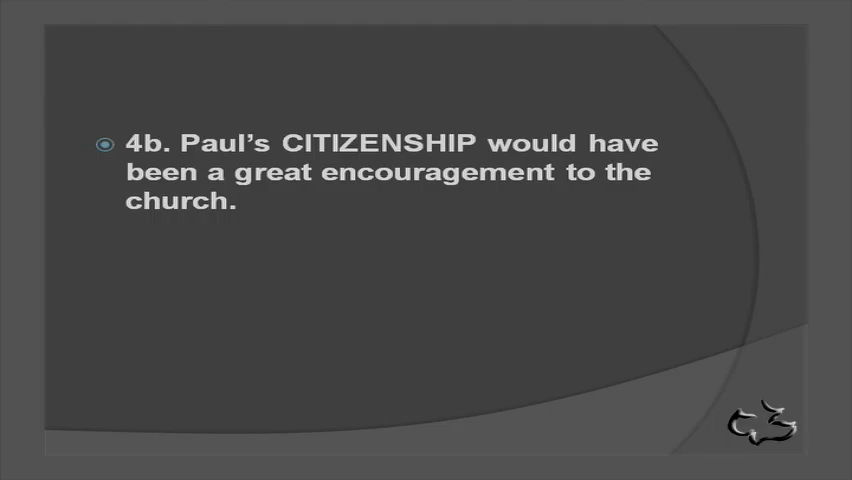 4b. Paul's CITIZENSHIP would have
been a great encouragement to the
church.